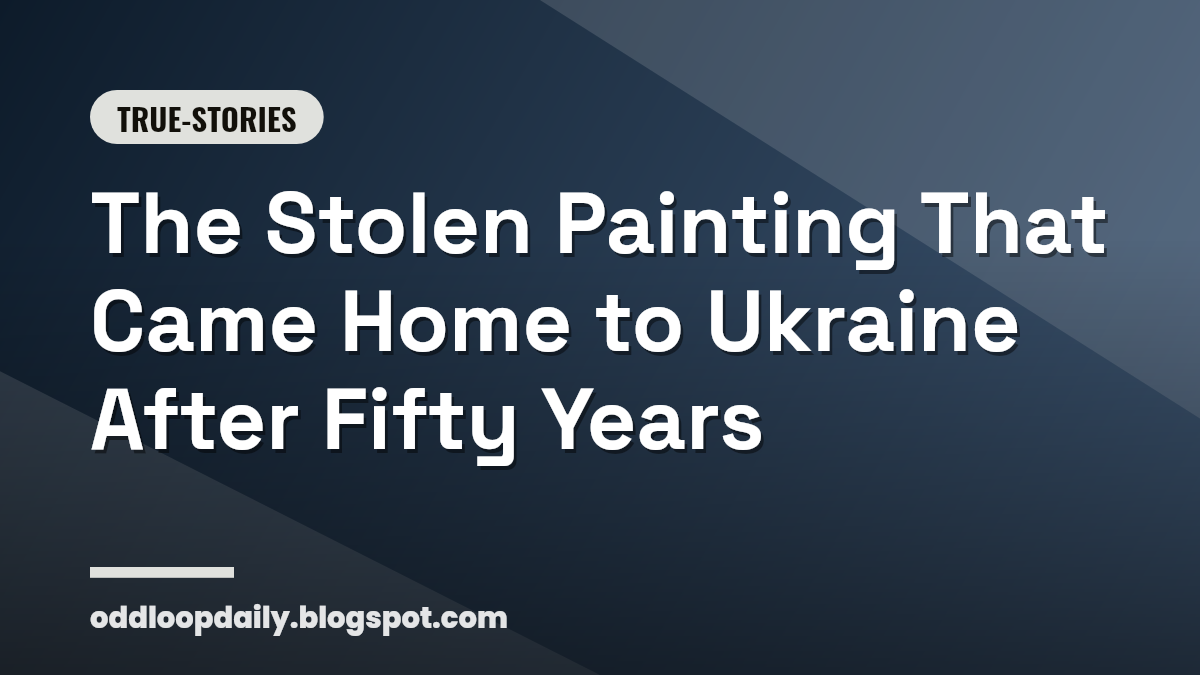 TRUE-STORIES
The Stolen Painting That
Came Home to Ukraine
After Fifty Years
oddloopdaily.blogspot.com